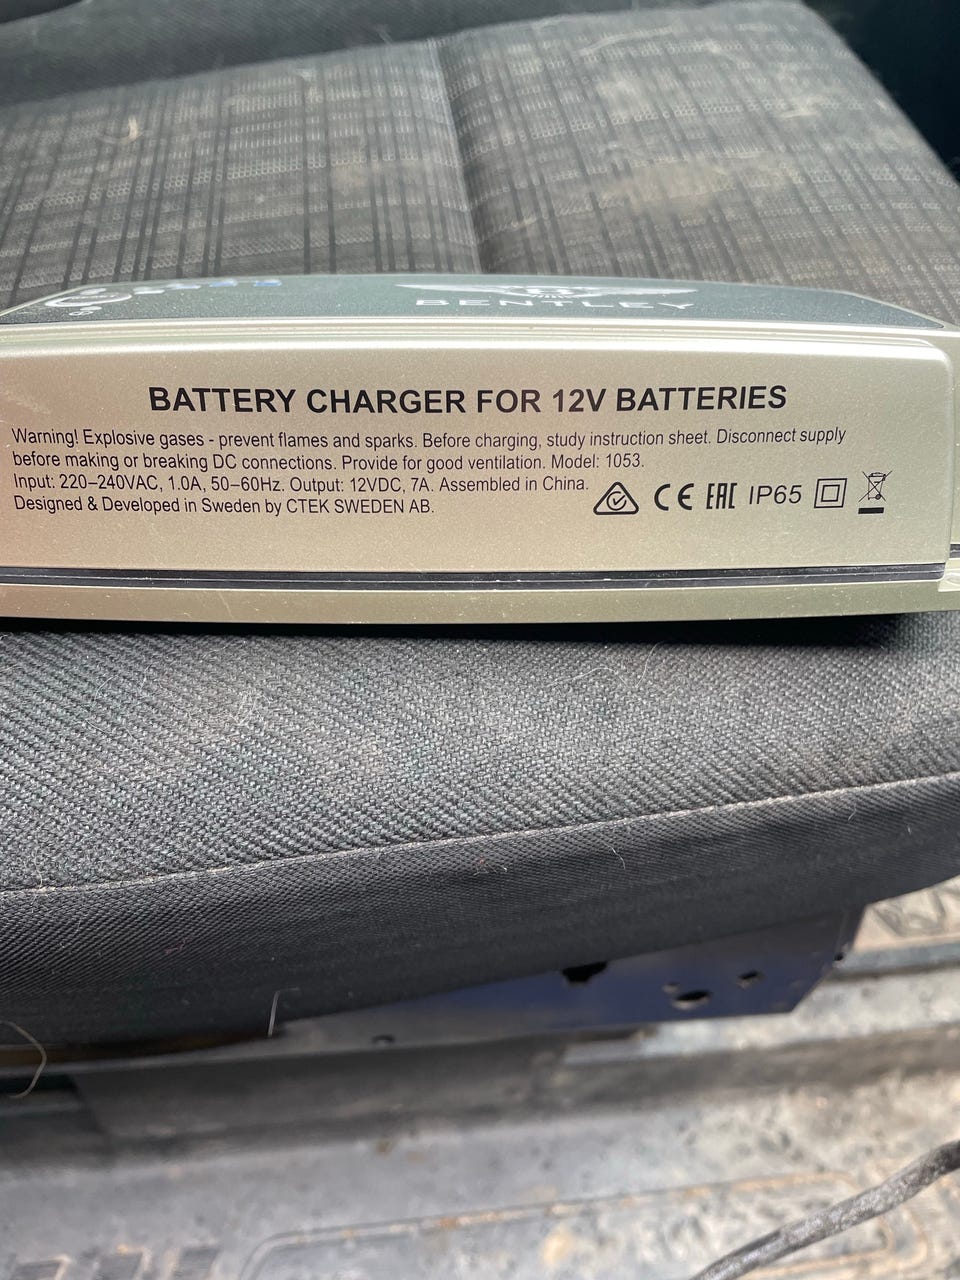 BENTLEY
BATTERY CHARGER FOR 12V BATTERIES
Warning! Explosive gases - prevent flames and sparks. Before charging, study instruction sheet. Disconnect supply
before making or breaking DC connections. Provide for good ventilation. Model: 1053.
Input: 220–240VAC, 1.0A, 50–60Hz. Output: 12VDC, 7A. Assembled in China.
Designed & Developed in Sweden by CTEK SWEDEN AB.
CE EAC IP65